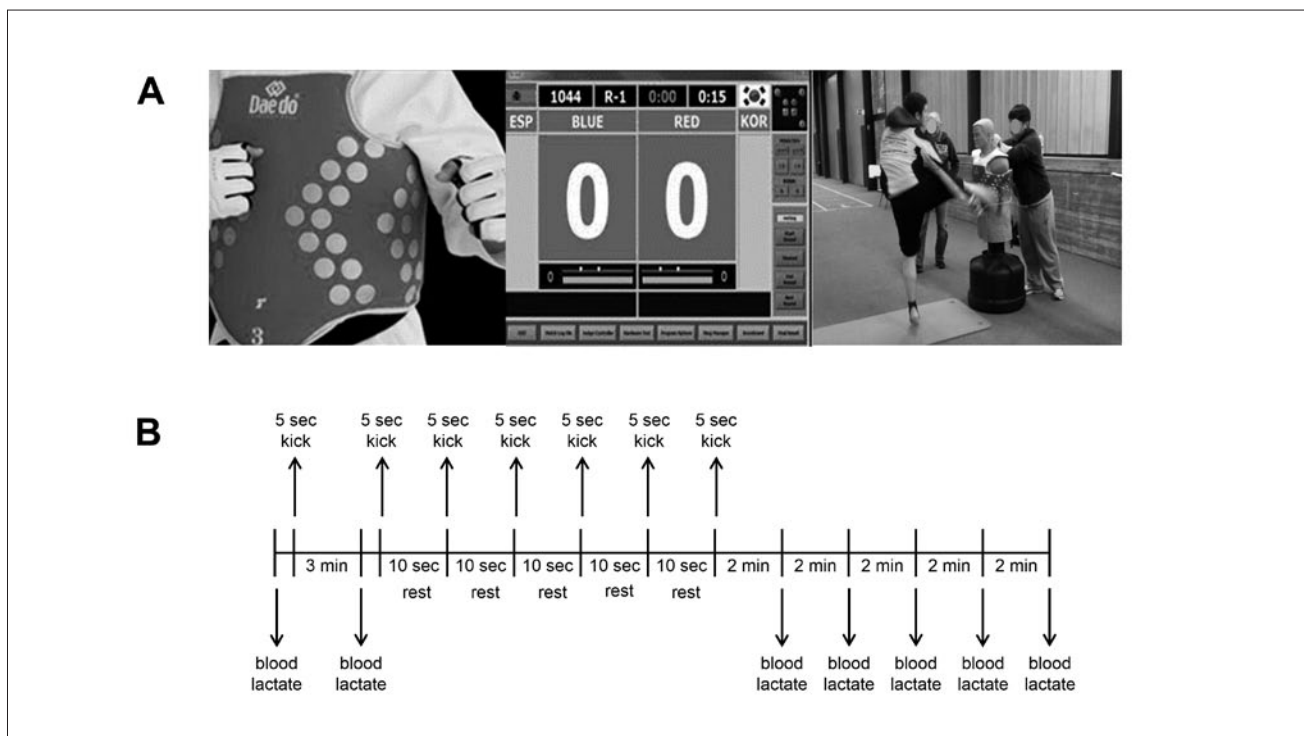 A
Dae do
r
3
1044 R-1 0:00 0:15
ESP BLUE RED KOR
0 0
0 0
B
5 sec 5 sec 5 sec 5 sec 5 sec 5 sec 5 sec
kick kick kick kick kick kick kick
3 min 10 sec 10 sec 10 sec 10 sec 10 sec 2 min 2 min 2 min 2 min 2 min
rest rest rest rest rest
blood blood blood blood blood blood blood
lactate lactate lactate lactate lactate lactate lactate